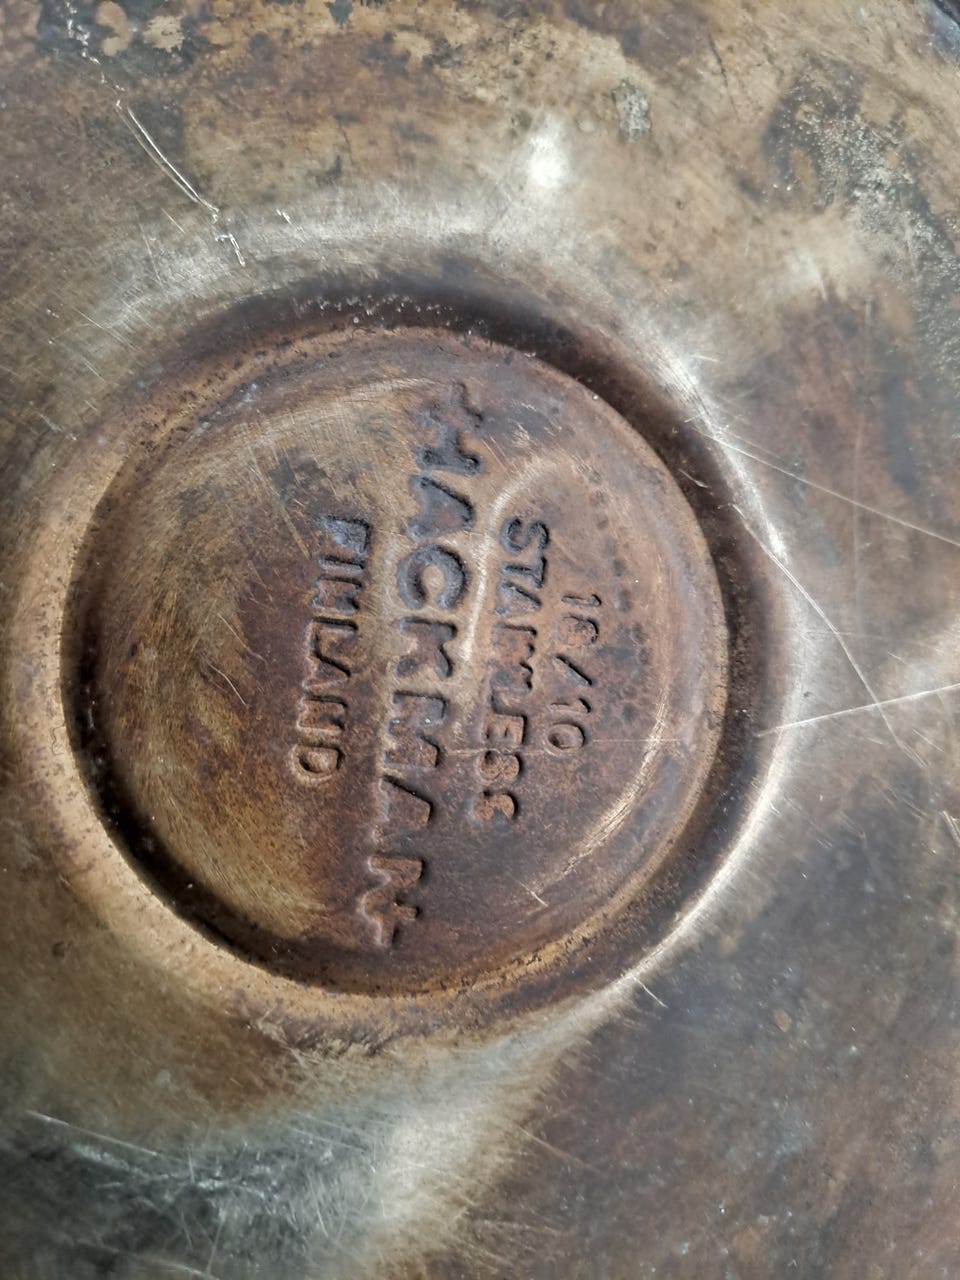 18/10
STAINLESS
+HACKMAN+
FINLAND